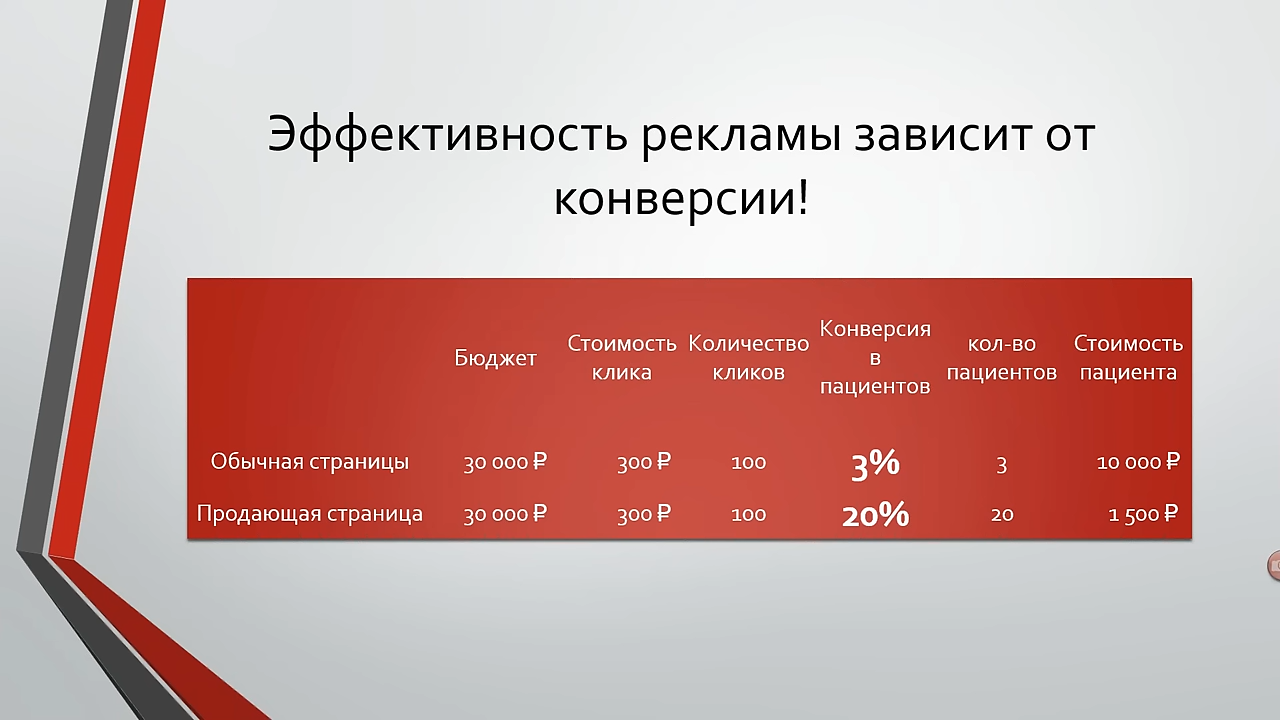 Эффективность рекламы зависит от
конверсии!
Бюджет Стоимость клика Количество кликов Конверсия в пациентов кол-во пациентов Стоимость пациента
Обычная страницы 30 000 ₽ 300 ₽ 100 3% 3 10 000 ₽
Продающая страница 30 000 ₽ 300 ₽ 100 20% 20 1 500 ₽